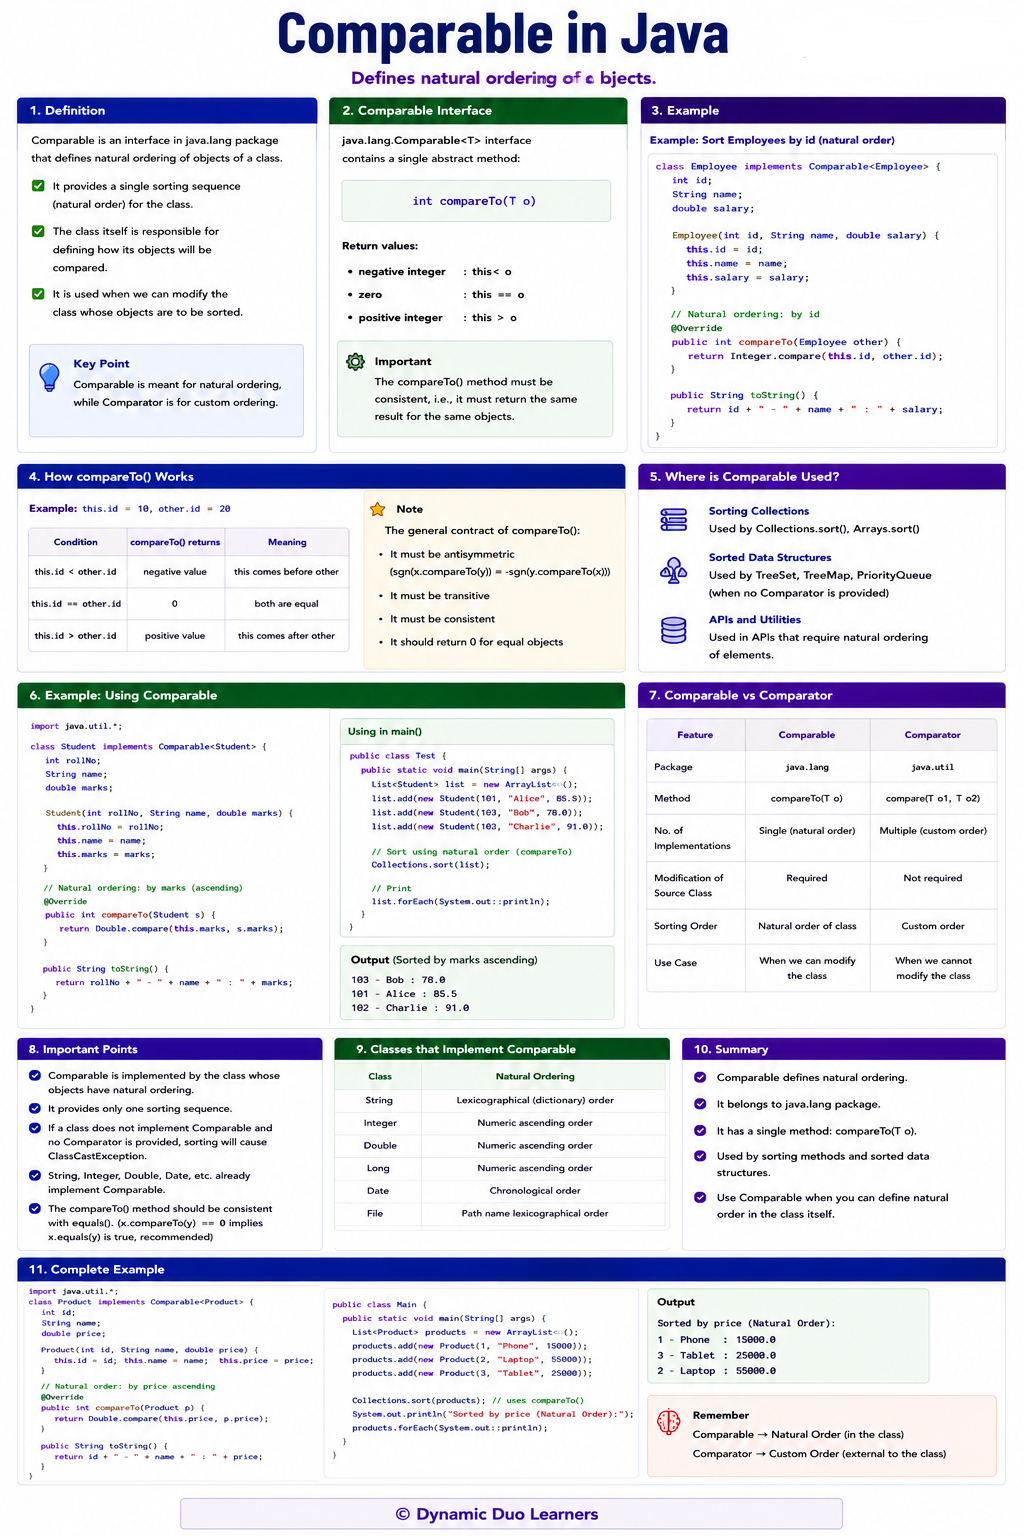 Comparable in Java
Defines natural ordering of bjects.
1. Definition
Comparable is an interface in java.lang package
that defines natural ordering of objects of a class.
It provides a single sorting sequence
(natural order) for the class.
The class itself is responsible for
defining how its objects will be
compared.
It is used when we can modify the
class whose objects are to be sorted.
Key Point
Comparable is meant for natural ordering,
while Comparator is for custom ordering.
2. Comparable Interface
java.lang.Comparable<T> interface
contains a single abstract method:
int compareTo(T o)
Return values:
• negative integer : this< o
• zero : this == o
• positive integer : this > o
Important
The compareTo() method must be
consistent, i.e., it must return the same
result for the same objects.
3. Example
Example: Sort Employees by id (natural order)
class Employee implements Comparable<Employee> {
int id;
String name;
double salary;
Employee(int id, String name, double salary) {
this.id = id;
this.name = name;
this.salary = salary;
}
// Natural ordering: by id
@Override
public int compareTo(Employee other) {
return Integer.compare(this.id, other.id);
}
public String toString() {
return id + " - " + name + " : " + salary;
}
}
4. How compareTo() Works
Example: this.id = 10, other.id = 20
Condition compareTo() returns Meaning
this.id < other.id negative value this comes before other
this.id == other.id 0 both are equal
this.id > other.id positive value this comes after other
Note
The general contract of compareTo():
• It must be antisymmetric
(sgn(x.compareTo(y)) = -sgn(y.compareTo(x)))
• It must be transitive
• It must be consistent
• It should return 0 for equal objects
5. Where is Comparable Used?
Sorting Collections
Used by Collections.sort(), Arrays.sort()
Sorted Data Structures
Used by TreeSet, TreeMap, PriorityQueue
(when no Comparator is provided)
APIs and Utilities
Used in APIs that require natural ordering
of elements.
6. Example: Using Comparable
import java.util.*;
class Student implements Comparable<Student> {
int rollNo;
String name;
double marks;
Student(int rollNo, String name, double marks) {
this.rollNo = rollNo;
this.name = name;
this.marks = marks;
}
// Natural ordering: by marks (ascending)
@Override
public int compareTo(Student s) {
return Double.compare(this.marks, s.marks);
}
public String toString() {
return rollNo + " - " + name + " : " + marks;
}
}
Using in main()
public class Test {
public static void main(String[] args) {
List<Student> list = new ArrayList<>();
list.add(new Student(101, "Alice", 85.5));
list.add(new Student(103, "Bob", 78.0));
list.add(new Student(103, "Charlie", 91.0));
// Sort using natural order (compareTo)
Collections.sort(list);
// Print
list.forEach(System.out::println);
}
}
Output (Sorted by marks ascending)
103 - Bob : 78.0
101 - Alice : 85.5
102 - Charlie : 91.0
7. Comparable vs Comparator
Feature Comparable Comparator
Package java.lang java.util
Method compareTo(T o) compare(T o1, T o2)
No. of Single (natural order) Multiple (custom order)
Implementations
Modification of Required Not required
Source Class
Sorting Order Natural order of class Custom order
Use Case When we can modify When we cannot
the class modify the class
8. Important Points
Comparable is implemented by the class whose
objects have natural ordering.
It provides only one sorting sequence.
If a class does not implement Comparable and
no Comparator is provided, sorting will cause
ClassCastException.
String, Integer, Double, Date, etc. already
implement Comparable.
The compareTo() method should be consistent
with equals(). (x.compareTo(y) == 0 implies
x.equals(y) is true, recommended)
9. Classes that Implement Comparable
Class Natural Ordering
String Lexicographical (dictionary) order
Integer Numeric ascending order
Double Numeric ascending order
Long Numeric ascending order
Date Chronological order
File Path name lexicographical order
10. Summary
Comparable defines natural ordering.
It belongs to java.lang package.
It has a single method: compareTo(T o).
Used by sorting methods and sorted data
structures.
Use Comparable when you can define natural
order in the class itself.
11. Complete Example
import java.util.*;
class Product implements Comparable<Product> {
int id;
String name;
double price;
Product(int id, String name, double price) {
this.id = id; this.name = name; this.price = price;
}
// Natural order: by price ascending
@Override
public int compareTo(Product p) {
return Double.compare(this.price, p.price);
}
public String toString() {
return id + " - " + name + " : " + price;
}
}
public class Main {
public static void main(String[] args) {
List<Product> products = new ArrayList<>();
products.add(new Product(1, "Phone", 15000));
products.add(new Product(2, "Laptop", 55000));
products.add(new Product(3, "Tablet", 25000));
Collections.sort(products); // uses compareTo()
System.out.println("Sorted by price (Natural Order):");
products.forEach(System.out::println);
}
}
Output
Sorted by price (Natural Order):
1 - Phone : 15000.0
3 - Tablet : 25000.0
2 - Laptop : 55000.0
Remember
Comparable → Natural Order (in the class)
Comparator → Custom Order (external to the class)
© Dynamic Duo Learners